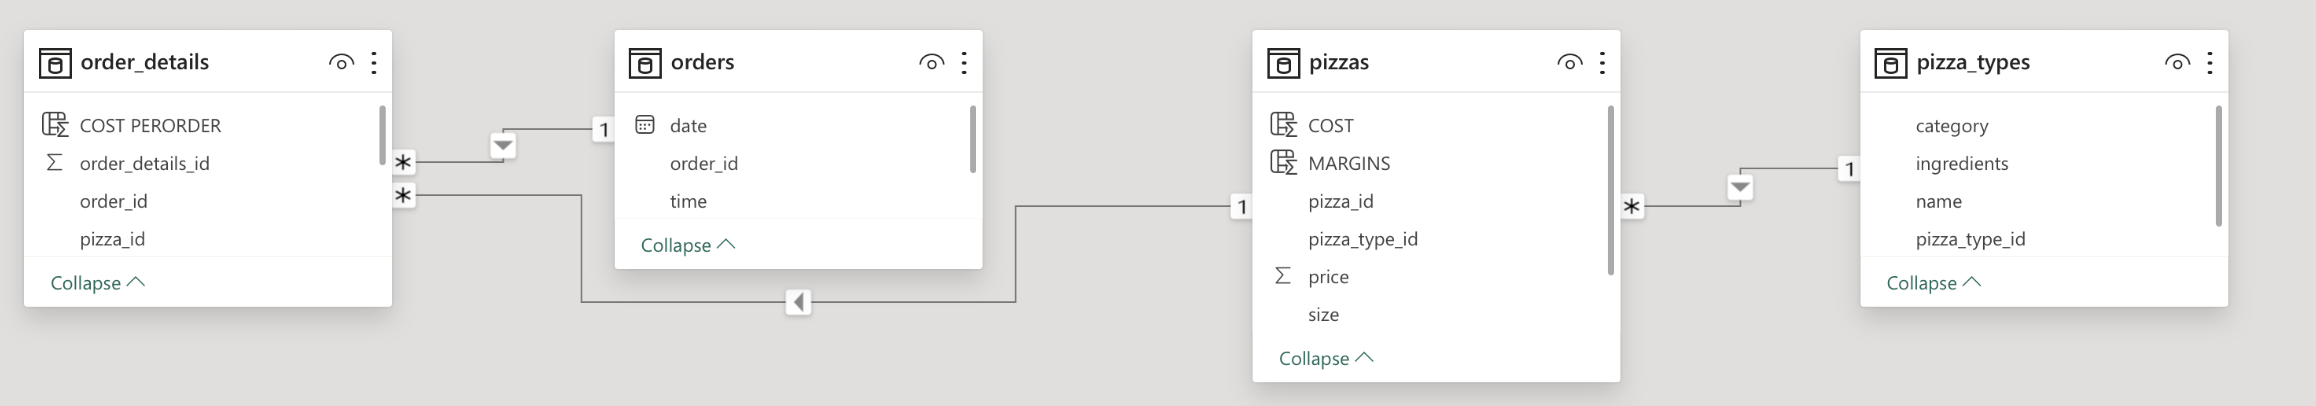 order_details
COST PERORDER
order_details_id
order_id
pizza_id
Collapse
*
*
1
orders
date
order_id
time
Collapse
1
pizzas
COST
MARGINS
pizza_id
pizza_type_id
price
size
Collapse
*
1
pizza_types
category
ingredients
name
pizza_type_id
Collapse